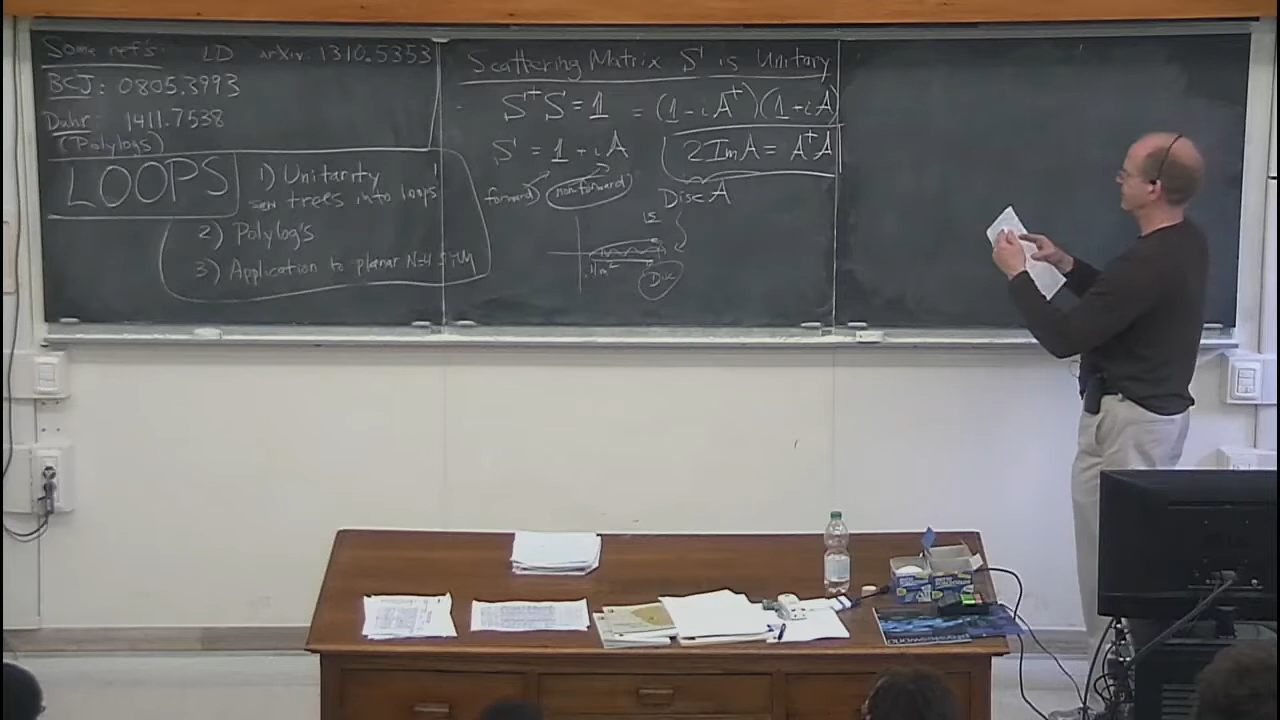 Some ref's: LD arXiv: 1310.5353
BCJ: 0805.3993
Duhr: 1411.7538
(Polylogs)
LOOPS
1) Unitarity
trees into loops
2) Polylog's
3) Application to planar N=4 SYM
Scattering Matrix S is Unitary
S†S = 1 = (1 - iA†)(1 + iA)
S = 1 + iA
2 Im A = A†A
forward non forward
Disc A
Disc